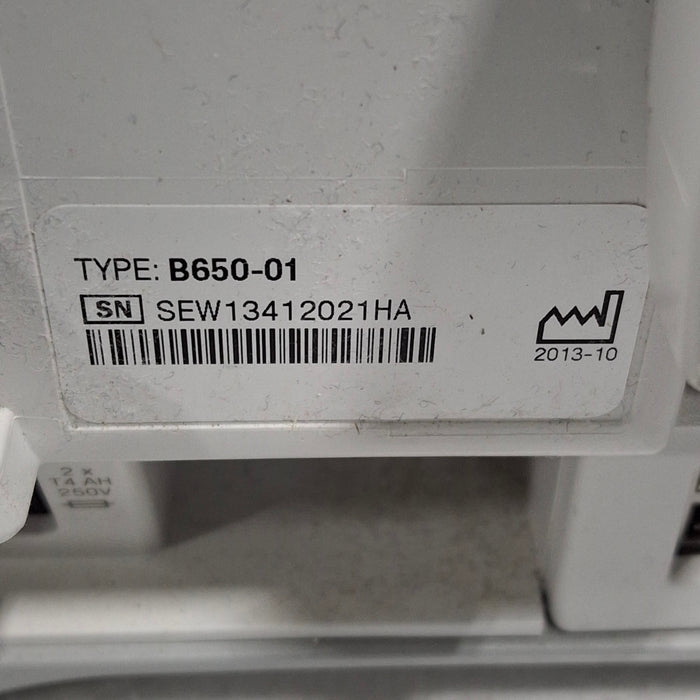 TYPE: B650-01
SN SEW13412021HA
2013-10
2 x
T4 AH
250V